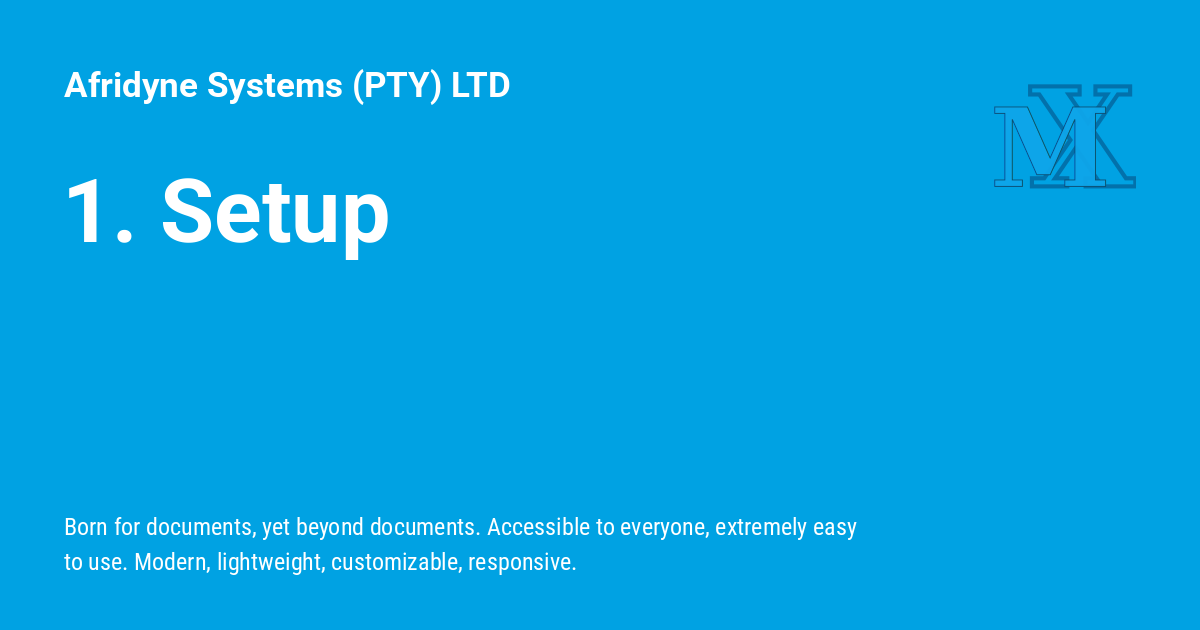 Afridyne Systems (PTY) LTD
MX
1. Setup
Born for documents, yet beyond documents. Accessible to everyone, extremely easy
to use. Modern, lightweight, customizable, responsive.